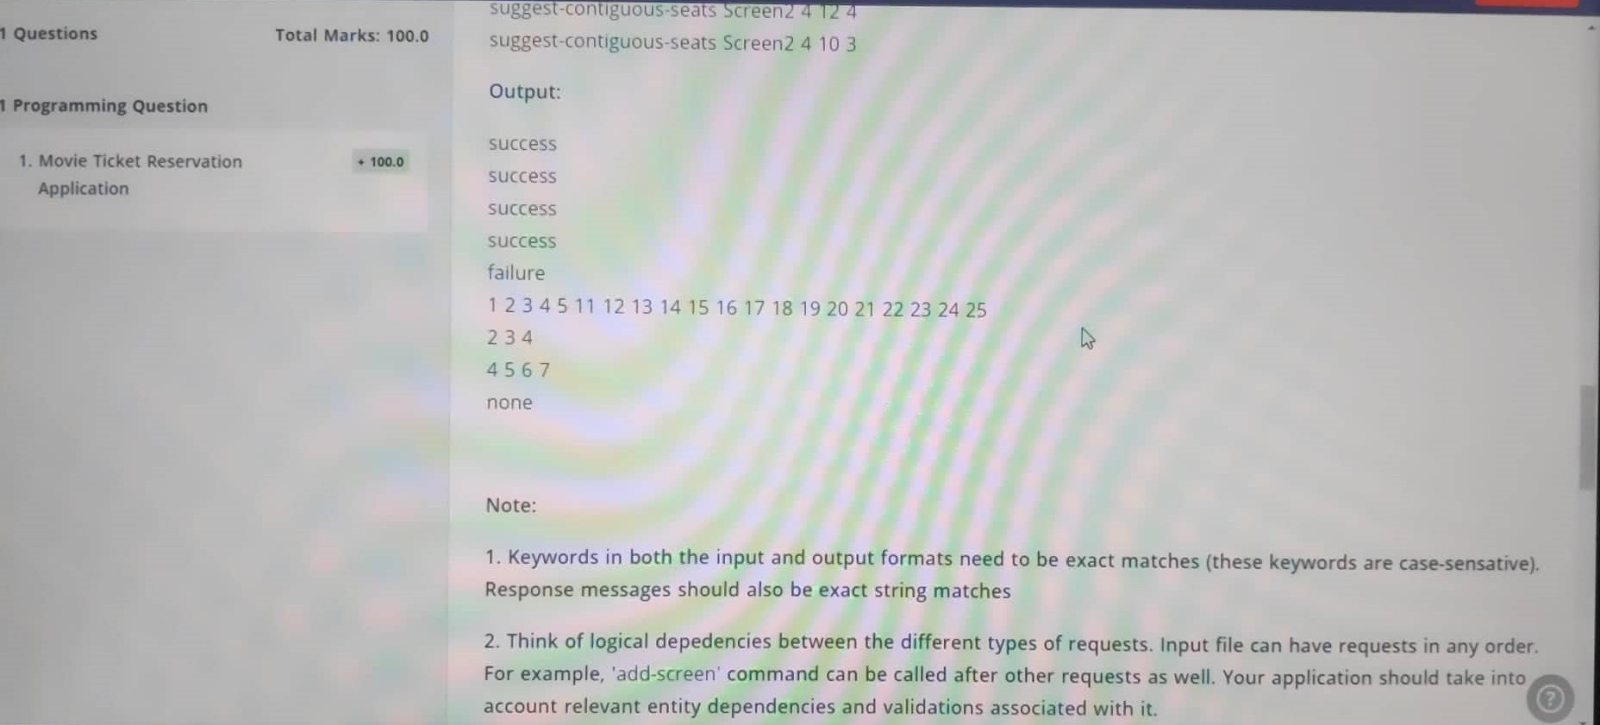 1 Questions
Total Marks: 100.0
1 Programming Question
1. Movie Ticket Reservation
Application
+ 100.0
suggest-contiguous-seats Screen2 4 12 4
suggest-contiguous-seats Screen2 4 10 3
Output:
success
success
success
success
failure
1 2 3 4 5 11 12 13 14 15 16 17 18 19 20 21 22 23 24 25
2 3 4
4 5 6 7
none
Note:
1. Keywords in both the input and output formats need to be exact matches (these keywords are case-sensative).
Response messages should also be exact string matches
2. Think of logical depedencies between the different types of requests. Input file can have requests in any order.
For example, 'add-screen' command can be called after other requests as well. Your application should take into
account relevant entity dependencies and validations associated with it.
?